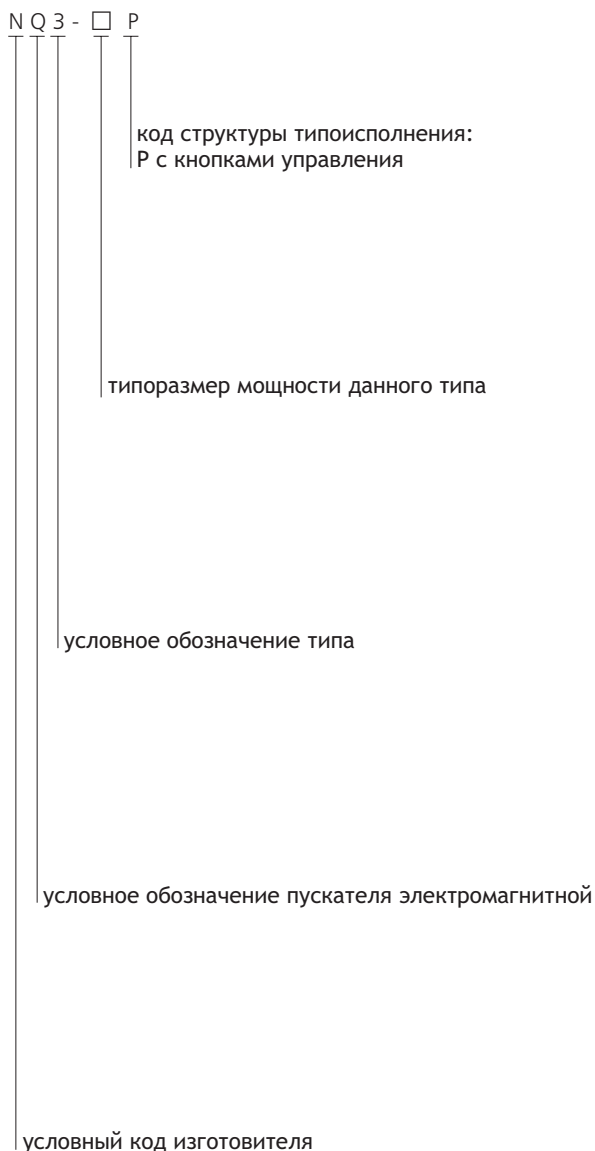 N Q 3 - □ P
код структуры типоисполнения:
Р с кнопками управления
типоразмер мощности данного типа
условное обозначение типа
условное обозначение пускателя электромагнитной
условный код изготовителя